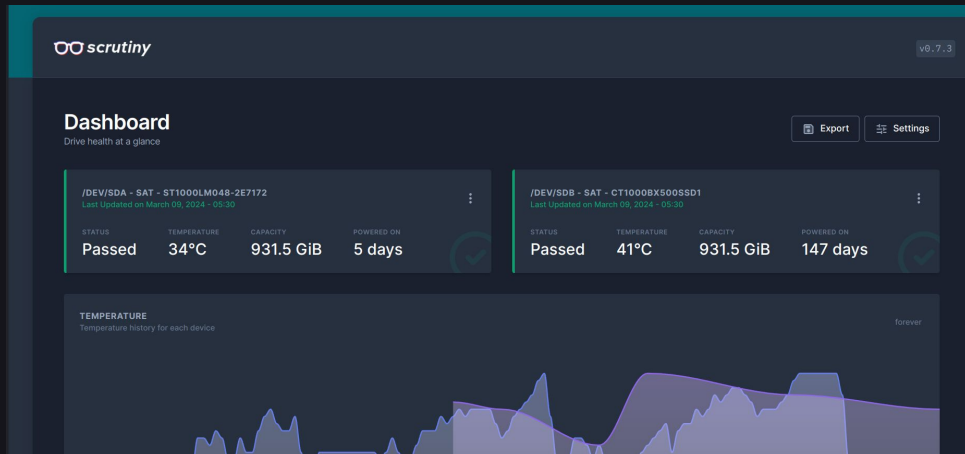 scrutiny
v0.7.3
Dashboard
Drive health at a glance
Export
Settings
/DEV/SDA - SAT - ST1000LM048-2E7172
Last Updated on March 09, 2024 - 05:30
STATUS TEMPERATURE CAPACITY POWERED ON
Passed 34°C 931.5 GiB 5 days
/DEV/SDB - SAT - CT1000BX500SSD1
Last Updated on March 09, 2024 - 05:30
STATUS TEMPERATURE CAPACITY POWERED ON
Passed 41°C 931.5 GiB 147 days
TEMPERATURE
Temperature history for each device
forever